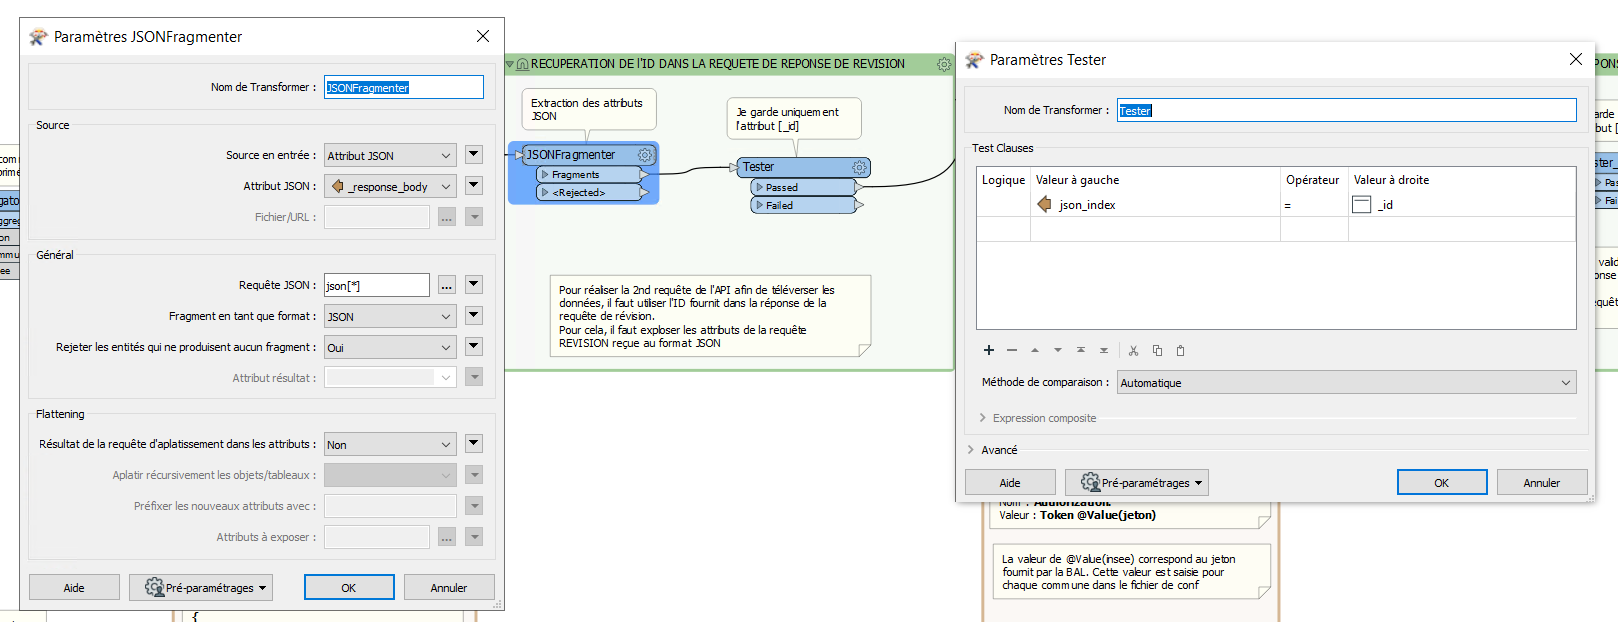 Paramètres JSONFragmenter
Nom de Transformer :
JSONFragmenter
Source
Source en entrée :
Attribut JSON
Attribut JSON :
_response_body
Fichier/URL :
...
Général
Requête JSON :
json[*]
...
Fragment en tant que format :
JSON
Rejeter les entités qui ne produisent aucun fragment :
Oui
Attribut résultat :
Flattening
Résultat de la requête d'aplatissement dans les attributs :
Non
Aplatir récursivement les objets/tableaux :
Préfixer les nouveaux attributs avec :
Attributs à exposer :
...
Aide
Pré-paramétrages
OK
Annuler
{
RECUPERATION DE l'ID DANS LA REQUETE DE REPONSE DE REVISION
Extraction des attributs
JSON
JSONFragmenter
Fragments
<Rejected>
Je garde uniquement
l'attribut [_id]
Tester
Passed
Failed
Pour réaliser la 2nd requête de l'API afin de téléverser les
données, il faut utiliser l'ID fournit dans la réponse de la
requête de révision.
Pour cela, il faut exploser les attributs de la requête
REVISION reçue au format JSON
Paramètres Tester
Nom de Transformer :
Tester
Test Clauses
Logique
Valeur à gauche
Opérateur
Valeur à droite
json_index
=
_id
Méthode de comparaison :
Automatique
Expression composite
Avancé
Aide
Pré-paramétrages
OK
Annuler
Valeur : Token @Value(jeton)
La valeur de @Value(insee) correspond au jeton
fournit par la BAL. Cette valeur est saisie pour
chaque commune dans le fichier de conf